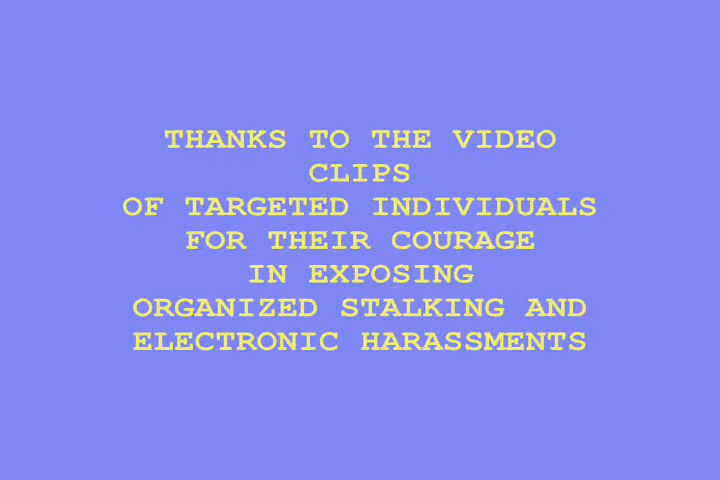 THANKS TO THE VIDEO
CLIPS
OF TARGETED INDIVIDUALS
FOR THEIR COURAGE
IN EXPOSING
ORGANIZED STALKING AND
ELECTRONIC HARASSMENTS